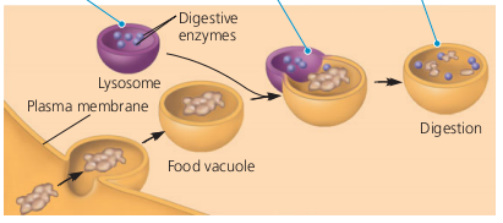 Digestive
enzymes
Lysosome
Plasma membrane
Food vacuole
Digestion